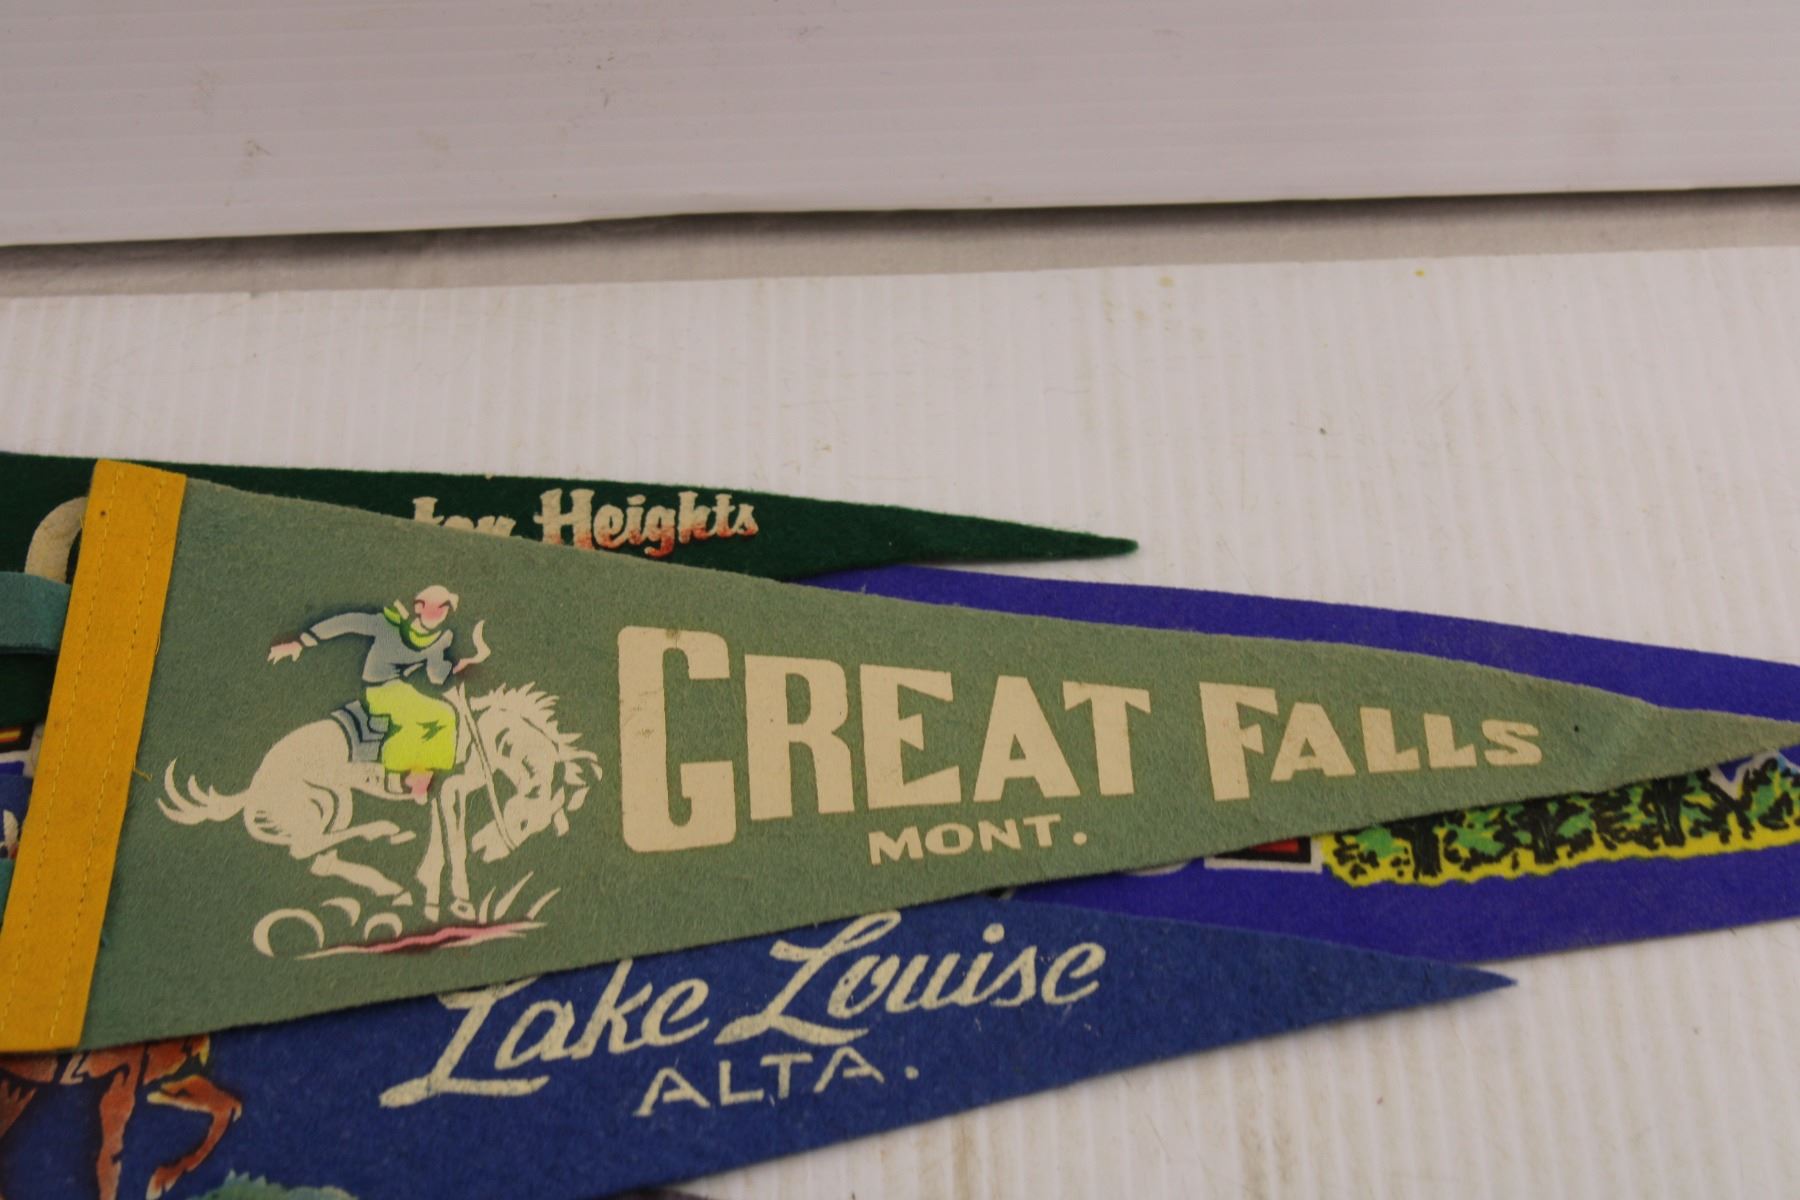 Heights
GREAT FALLS
MONT.
Lake Louise
ALTA.